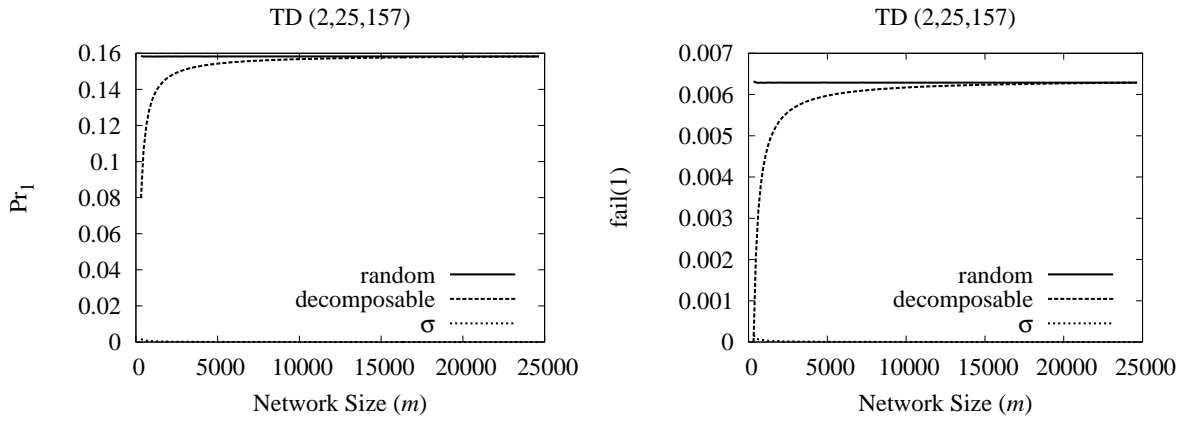 TD (2,25,157)
0.16
0.14
0.12
0.1
0.08
0.06
0.04
0.02
0
Pr1
random
decomposable
σ
0 5000 10000 15000 20000 25000
Network Size (m)
TD (2,25,157)
0.007
0.006
0.005
0.004
0.003
0.002
0.001
0
fail(1)
random
decomposable
σ
0 5000 10000 15000 20000 25000
Network Size (m)